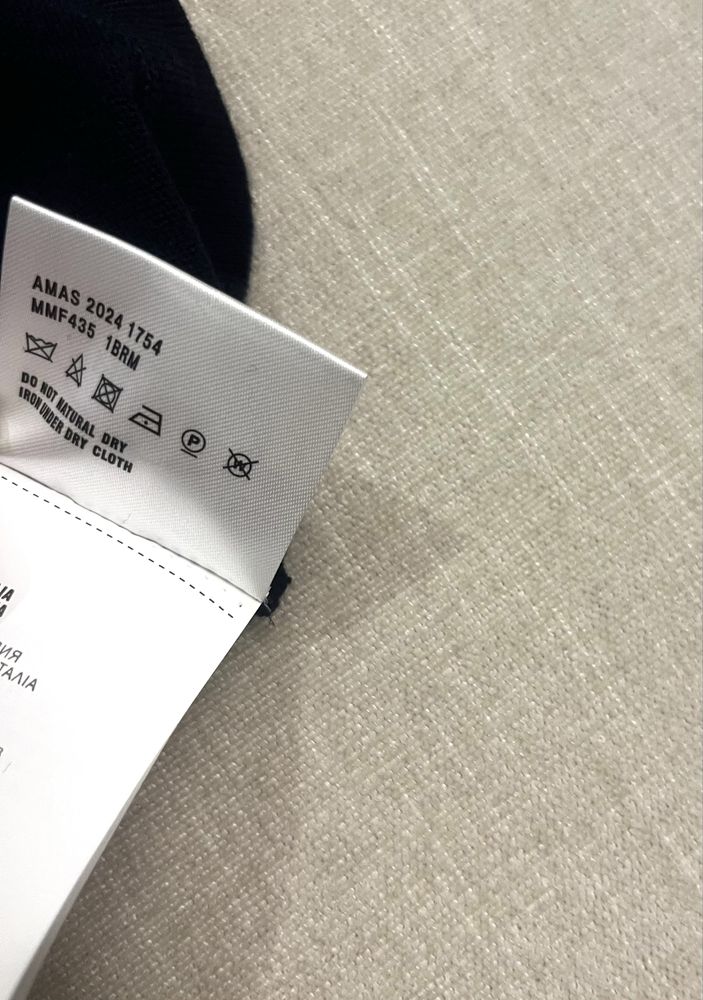 AMAS 2024 1754
MMF435 1BRM
P
W
DO NOT NATURAL DRY
IRON UNDER DRY CLOTH